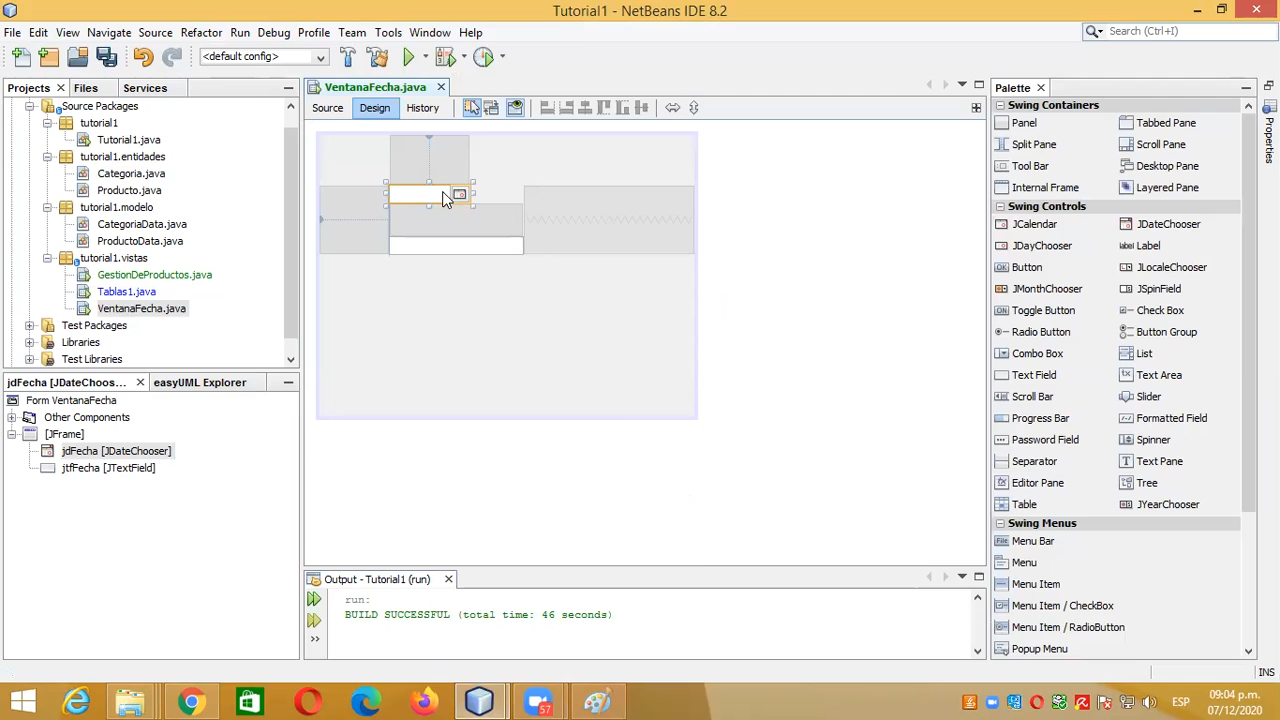 Tutorial1 - NetBeans IDE 8.2
File Edit View Navigate Source Refactor Run Debug Profile Team Tools Window Help
Search (Ctrl+I)
<default config>
Projects Files Services
Source Packages
tutorial1
Tutorial1.java
tutorial1.entidades
Categoria.java
Producto.java
tutorial1.modelo
CategoriaData.java
ProductoData.java
tutorial1.vistas
GestionDeProductos.java
Tablas1.java
VentanaFecha.java
Test Packages
Libraries
Test Libraries
jdFecha [JDateChoos... easyUML Explorer
Form VentanaFecha
Other Components
[JFrame]
jdFecha [JDateChooser]
jtfFecha [JTextField]
VentanaFecha.java
Source Design History
Output - Tutorial1 (run)
run:
BUILD SUCCESSFUL (total time: 46 seconds)
Palette
Swing Containers
Panel Tabbed Pane
Split Pane Scroll Pane
Tool Bar Desktop Pane
Internal Frame Layered Pane
Swing Controls
JCalendar JDateChooser
JDayChooser Label
OK Button JLocaleChooser
JMonthChooser JSpinField
Toggle Button Check Box
Radio Button Button Group
Combo Box List
Text Field Text Area
Scroll Bar Slider
Progress Bar Formatted Field
Password Field Spinner
Separator Text Pane
Editor Pane Tree
Table JYearChooser
Swing Menus
Menu Bar
Menu
Menu Item
Menu Item / CheckBox
Menu Item / RadioButton
Popup Menu
Properties
INS
57
ESP
09:04 p.m.
07/12/2020